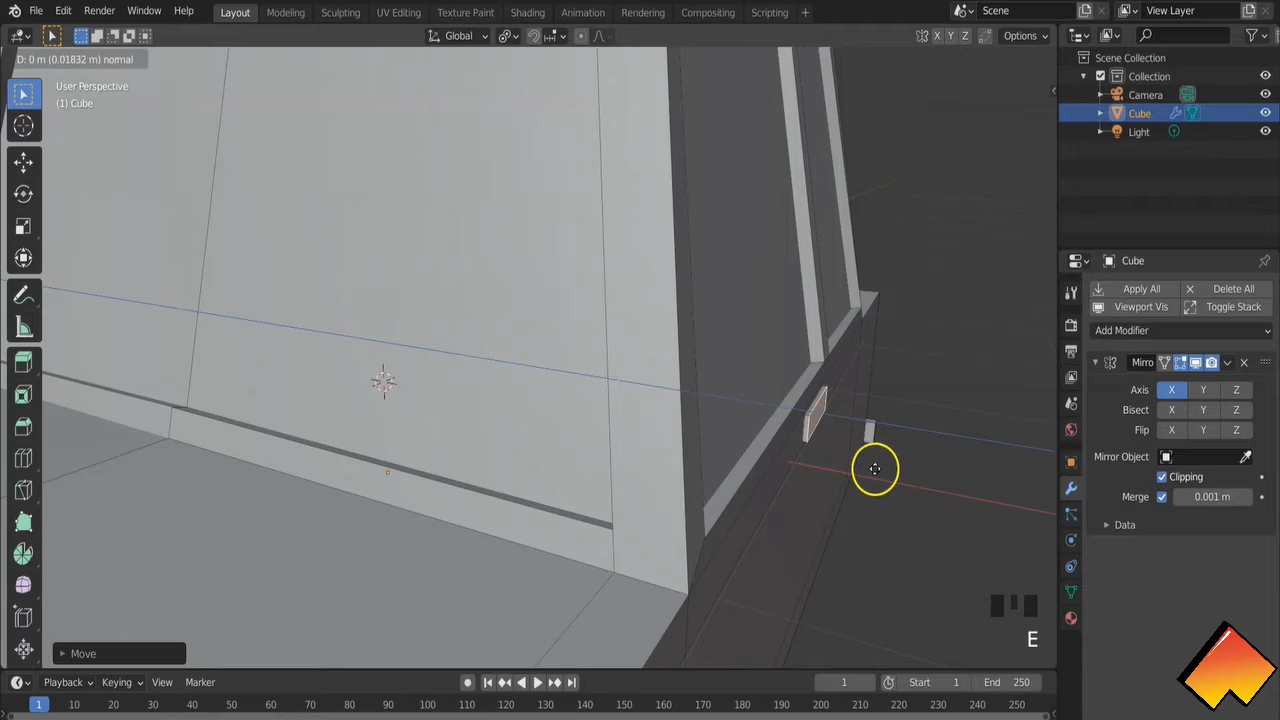 File Edit Render Window Help Layout Modeling Sculpting UV Editing Texture Paint Shading Animation Rendering Compositing Scripting + Scene View Layer
Global X Y Z Options
D: 0 m (0.01832 m) normal
User Perspective
(1) Cube
Scene Collection
Collection
Camera
Cube
Light
Cube
Apply All Delete All
Viewport Vis Toggle Stack
Add Modifier
Mirro
Axis X Y Z
Bisect X Y Z
Flip X Y Z
Mirror Object
Clipping
Merge 0.001 m
Data
E
Move
Playback Keying View Marker 1 Start 1 End 250
1 10 20 30 40 50 60 70 80 90 100 110 120 130 140 150 160 170 180 190 200 210 220 230 240 250